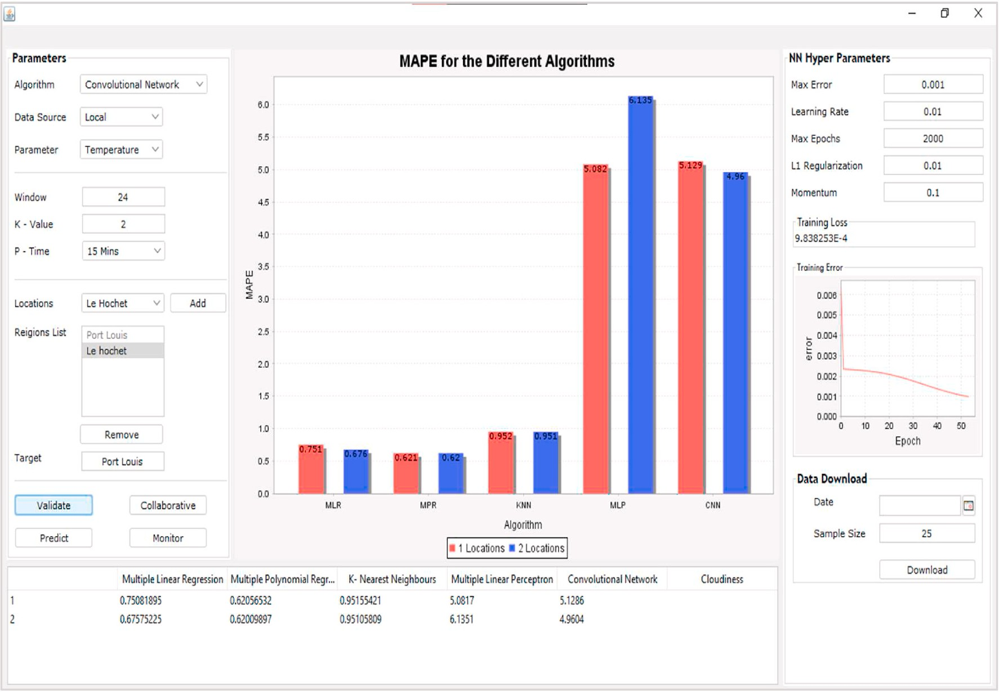 Parameters
Algorithm Convolutional Network
Data Source Local
Parameter Temperature
Window 24
K - Value 2
P - Time 15 Mins
Locations Le Hochet Add
Reigions List Port Louis
Le hochet
Remove
Target Port Louis
Validate Collaborative
Predict Monitor
MAPE for the Different Algorithms
MAPE
6.0
5.5
5.0
4.5
4.0
3.5
3.0
2.5
2.0
1.5
1.0
0.5
0.0
0.751 0.676 0.621 0.62 0.952 0.951 5.082 6.135 5.129 4.96
MLR MPR KNN MLP CNN
Algorithm
1 Locations 2 Locations
NN Hyper Parameters
Max Error 0.001
Learning Rate 0.01
Max Epochs 2000
L1 Regularization 0.01
Momentum 0.1
Training Loss
9.838253E-4
Training Error
error
0.006
0.005
0.004
0.003
0.002
0.001
0.000
0 10 20 30 40 50
Epoch
Data Download
Date
Sample Size 25
Download
Multiple Linear Regression Multiple Polynomial Regr... K- Nearest Neighbours Multiple Linear Perceptron Convolutional Network Cloudiness
1 0.75081895 0.62056532 0.95155421 5.0817 5.1286
2 0.67575225 0.62009897 0.95105809 6.1351 4.9604